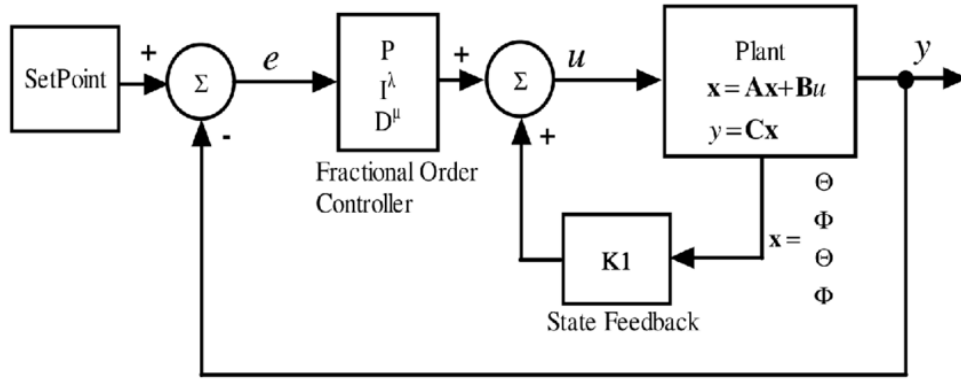 SetPoint
+
-
Σ
e
P
I^λ
D^μ
Fractional Order
Controller
+
+
Σ
u
Plant
x = Ax+Bu
y = Cx
y
x =
Θ
Φ
Θ
Φ
K1
State Feedback